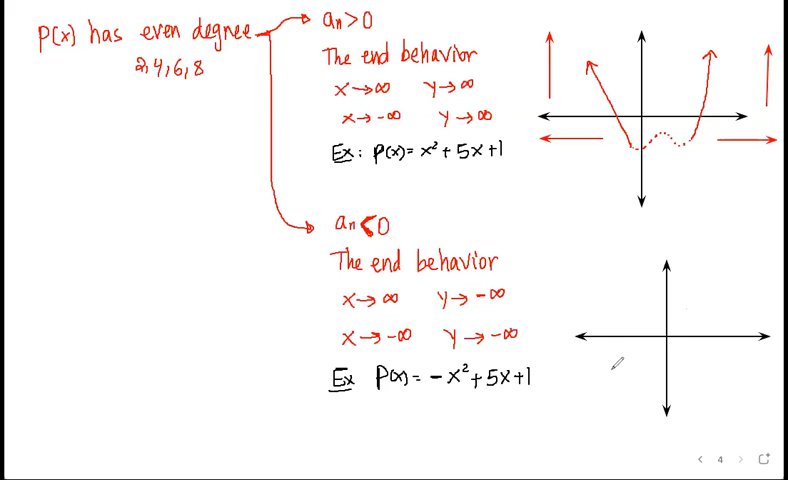 P(x) has even degree
2,4,6,8
an>0
The end behavior
x→∞ y→∞
x→-∞ y→∞
Ex: P(x)= x²+5x+1
an<0
The end behavior
x→∞ y→-∞
x→-∞ y→-∞
Ex P(x)= -x²+5x+1
< 4 >